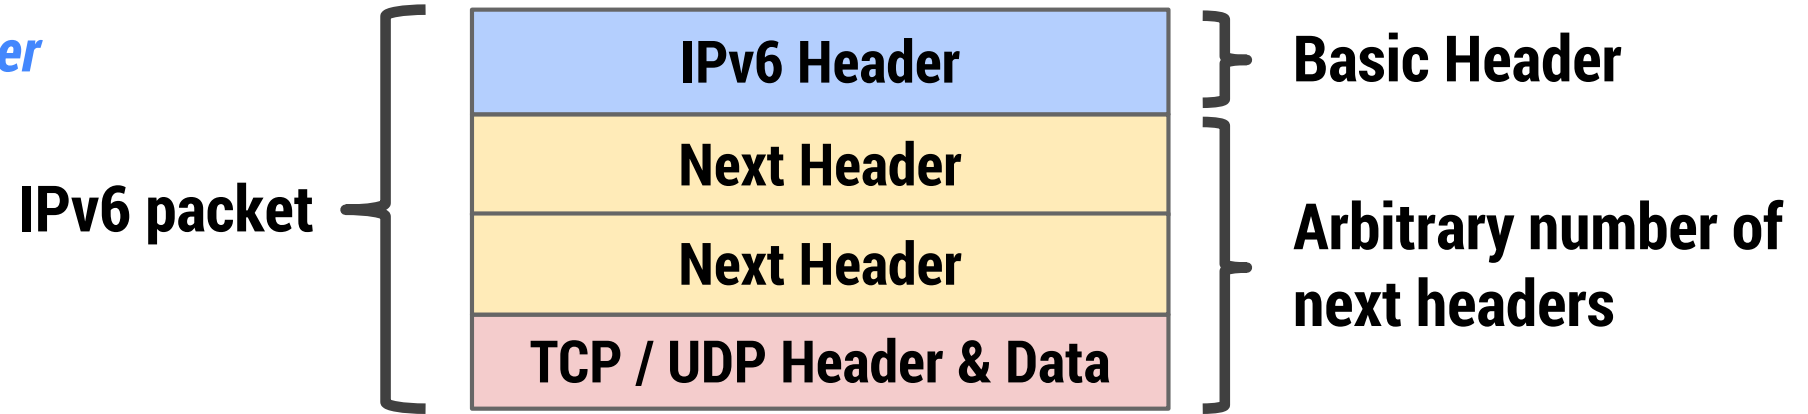 er
IPv6 packet
IPv6 Header
Next Header
Next Header
TCP / UDP Header & Data
Basic Header
Arbitrary number of
next headers